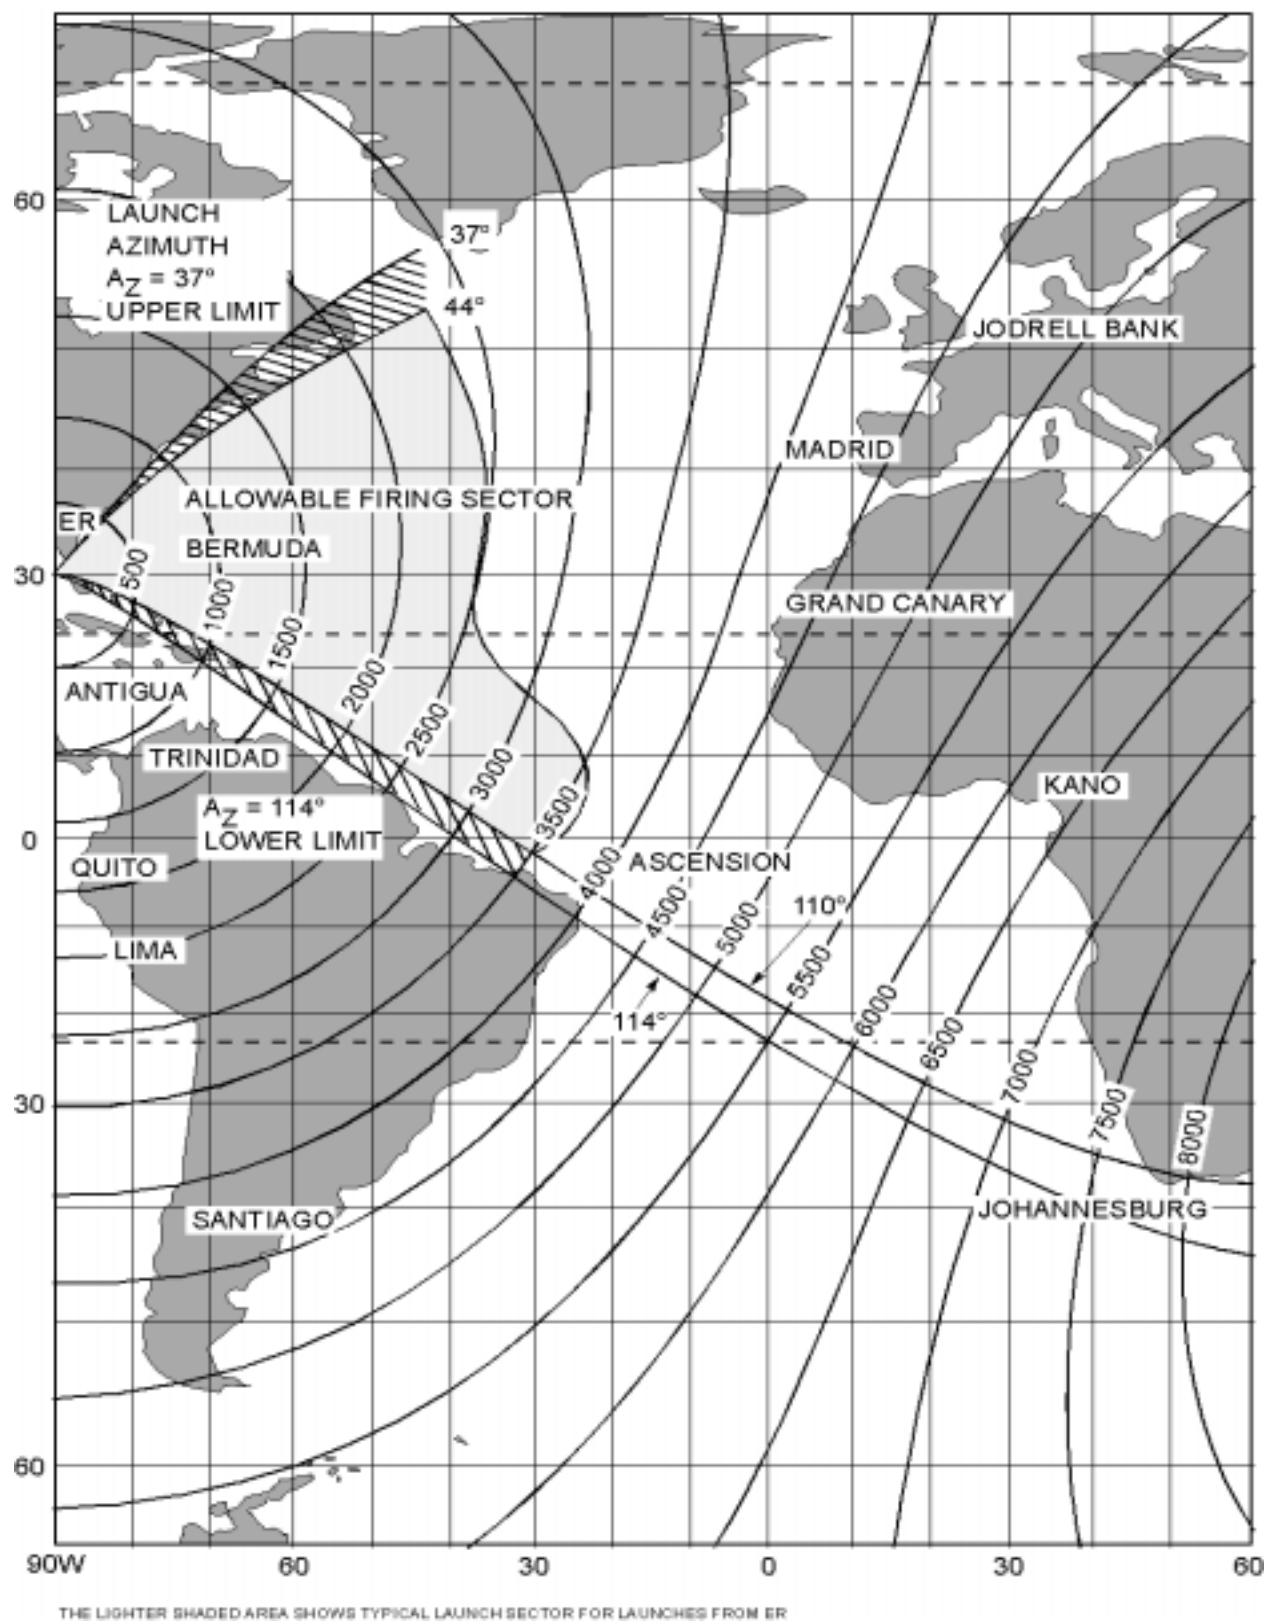 60
LAUNCH
AZIMUTH
AZ = 37°
UPPER LIMIT
37°
44°
JODRELL BANK
MADRID
ER
ALLOWABLE FIRING SECTOR
BERMUDA
30
500
1000
1500
2000
2500
3000
3500
4000
4500
5000
5500
6000
6500
7000
7500
8000
GRAND CANARY
ANTIGUA
TRINIDAD
AZ = 114°
LOWER LIMIT
KANO
0
QUITO
ASCENSION
110°
LIMA
114°
30
SANTIAGO
JOHANNESBURG
60
90W 60 30 0 30 60
THE LIGHTER SHADED AREA SHOWS TYPICAL LAUNCH SECTOR FOR LAUNCHES FROM ER